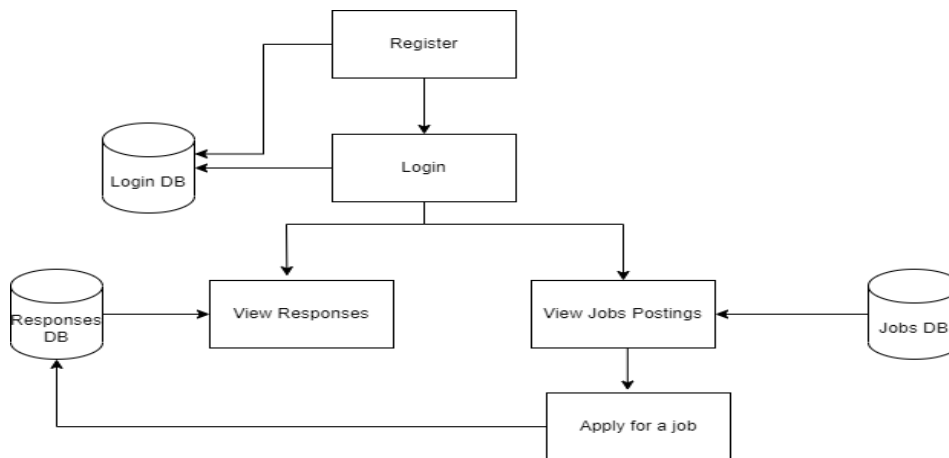 Register
Login
Login DB
View Responses
View Jobs Postings
Responses
DB
Jobs DB
Apply for a job